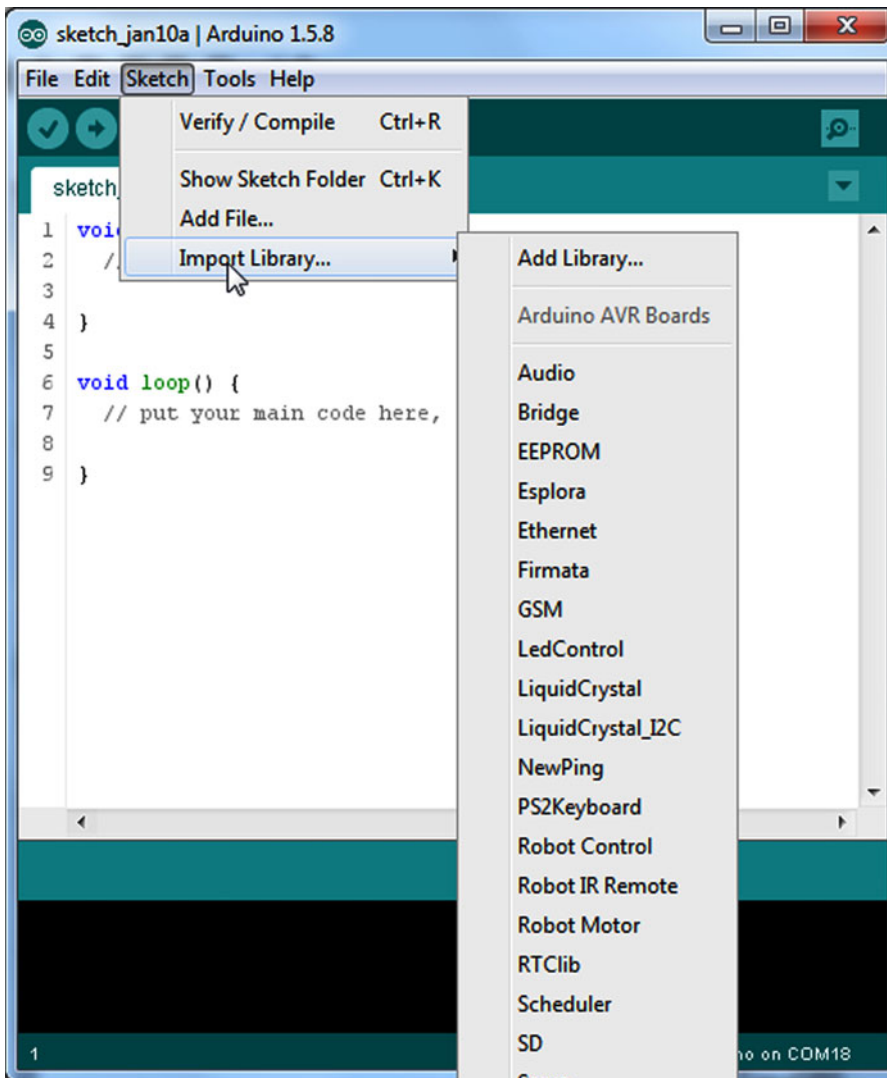 sketch_jan10a | Arduino 1.5.8
File Edit Sketch Tools Help
Verify / Compile Ctrl+R
Show Sketch Folder Ctrl+K
Add File...
Import Library...
sketch_
1 voi
2 /
3
4 }
5
6 void loop() {
7 // put your main code here,
8
9 }
Add Library...
Arduino AVR Boards
Audio
Bridge
EEPROM
Esplora
Ethernet
Firmata
GSM
LedControl
LiquidCrystal
LiquidCrystal_I2C
NewPing
PS2Keyboard
Robot Control
Robot IR Remote
Robot Motor
RTClib
Scheduler
SD
1
no on COM18